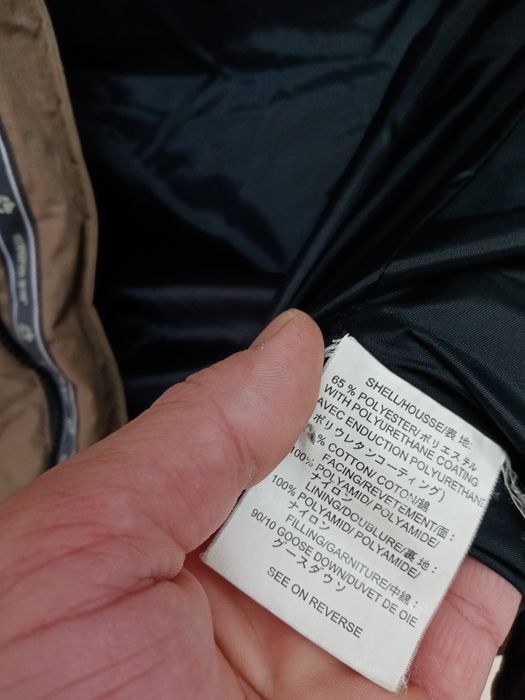 SHELL/HOUSSE/表地:
65 % POLYESTER/ポリエステル
WITH POLYURETHANE COATING
AVEC ENDUCTION POLYURETHANE
ポリウレタンコーティング)
% COTTON/ COTON/綿
FACING/REVETEMENT/面:
100% POLYAMID/ POLYAMIDE/
ナイロン
LINING/DOUBLURE/裏地:
100% POLYAMID/ POLYAMIDE/
ナイロン
FILLING/GARNITURE/中綿:
90/10 GOOSE DOWN/DUVET DE OIE
グースダウン
SEE ON REVERSE